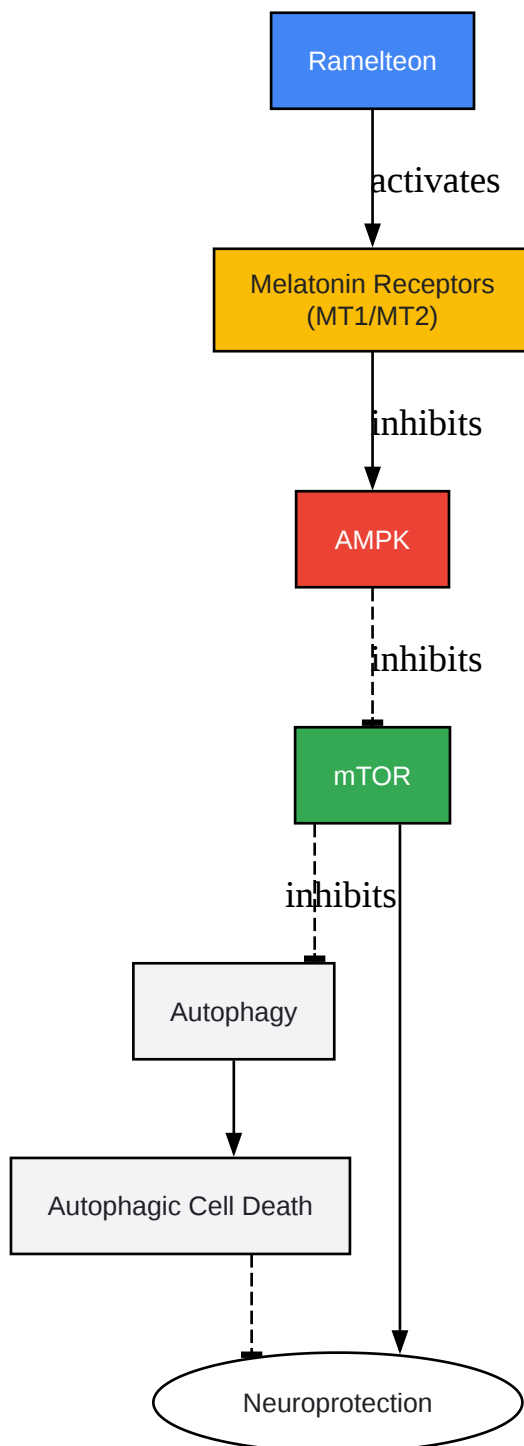 Ramelteon
activates
Melatonin Receptors
(MT1/MT2)
inhibits
AMPK
inhibits
mTOR
inhibits
Autophagy
Autophagic Cell Death
Neuroprotection